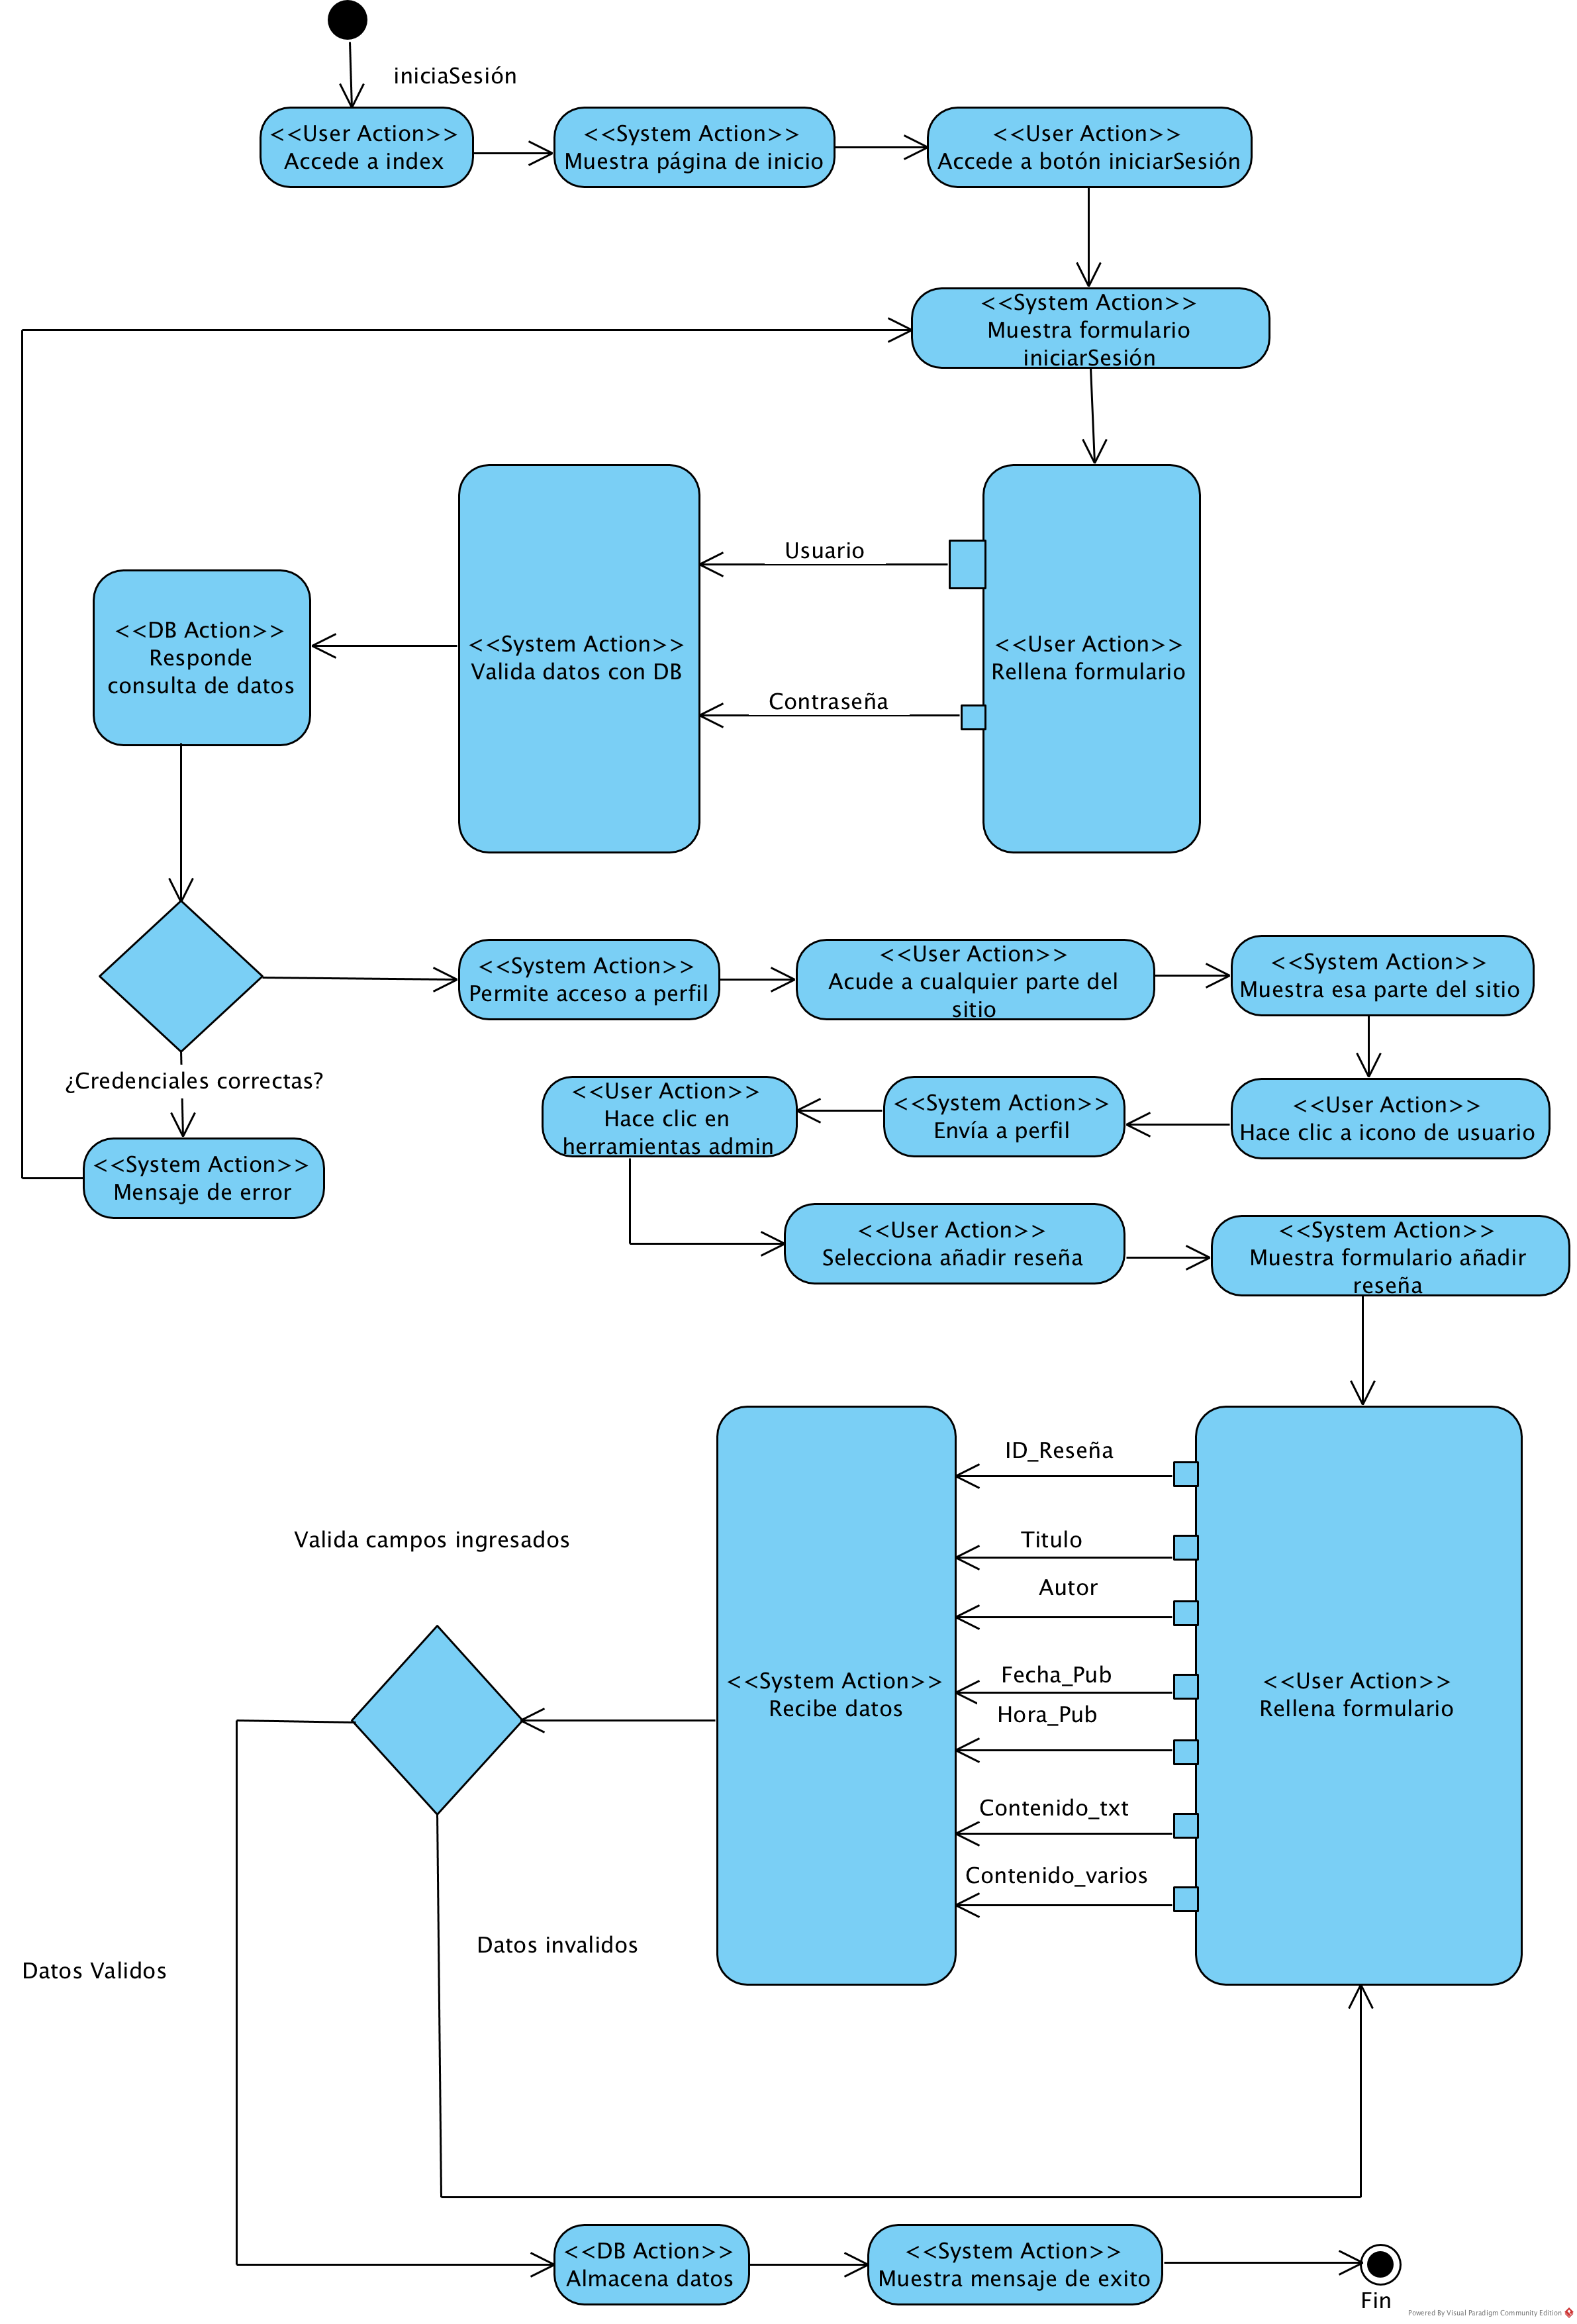 iniciaSesión
<<User Action>>
Accede a index
<<System Action>>
Muestra página de inicio
<<User Action>>
Accede a botón iniciarSesión
<<System Action>>
Muestra formulario
iniciarSesión
Usuario
Contraseña
<<User Action>>
Rellena formulario
<<System Action>>
Valida datos con DB
<<DB Action>>
Responde
consulta de datos
¿Credenciales correctas?
<<System Action>>
Mensaje de error
<<System Action>>
Permite acceso a perfil
<<User Action>>
Acude a cualquier parte del
sitio
<<System Action>>
Muestra esa parte del sitio
<<User Action>>
Hace clic a icono de usuario
<<System Action>>
Envía a perfil
<<User Action>>
Hace clic en
herramientas admin
<<User Action>>
Selecciona añadir reseña
<<System Action>>
Muestra formulario añadir
reseña
<<User Action>>
Rellena formulario
ID_Reseña
Titulo
Autor
Fecha_Pub
Hora_Pub
Contenido_txt
Contenido_varios
<<System Action>>
Recibe datos
Valida campos ingresados
Datos invalidos
Datos Validos
<<DB Action>>
Almacena datos
<<System Action>>
Muestra mensaje de exito
Fin
Powered By Visual Paradigm Community Edition